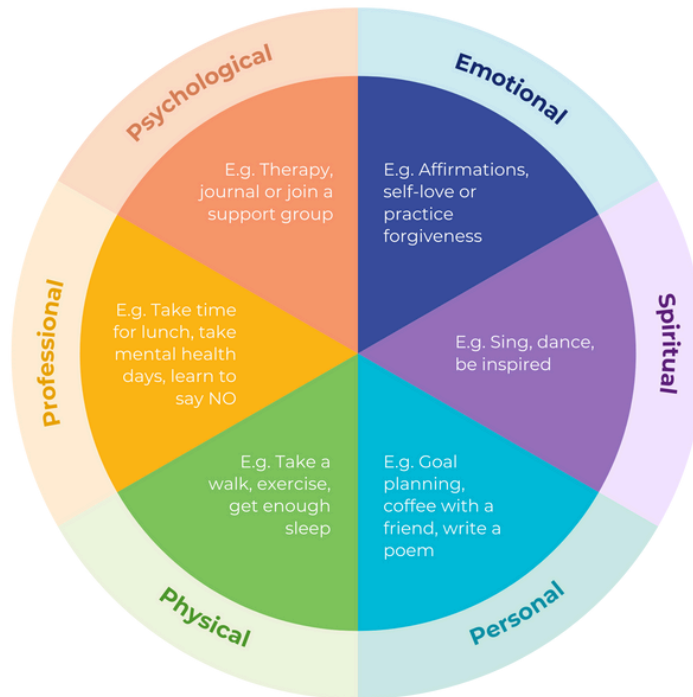 Psychological
E.g. Therapy,
journal or join a
support group
Emotional
E.g. Affirmations,
self-love or
practice
forgiveness
Spiritual
E.g. Sing, dance,
be inspired
Personal
E.g. Goal
planning,
coffee with a
friend, write a
poem
Physical
E.g. Take a
walk, exercise,
get enough
sleep
Professional
E.g. Take time
for lunch, take
mental health
days, learn to
say NO